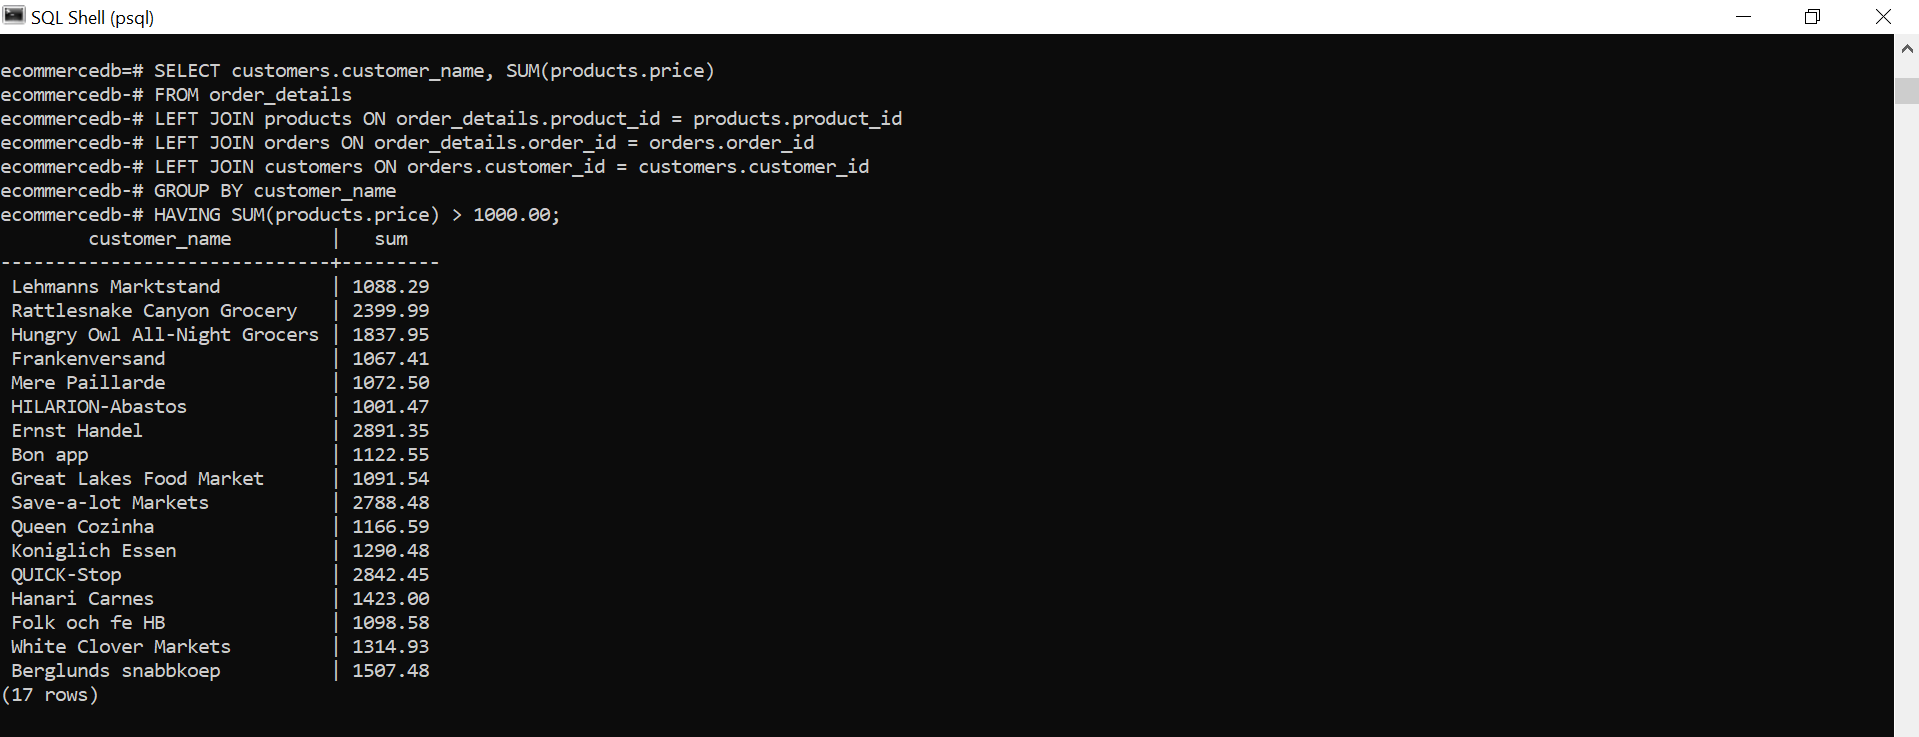 SQL Shell (psql)
ecommercedb=# SELECT customers.customer_name, SUM(products.price)
ecommercedb-# FROM order_details
ecommercedb-# LEFT JOIN products ON order_details.product_id = products.product_id
ecommercedb-# LEFT JOIN orders ON order_details.order_id = orders.order_id
ecommercedb-# LEFT JOIN customers ON orders.customer_id = customers.customer_id
ecommercedb-# GROUP BY customer_name
ecommercedb-# HAVING SUM(products.price) > 1000.00;
        customer_name         |   sum
------------------------------+---------
 Lehmanns Marktstand          | 1088.29
 Rattlesnake Canyon Grocery   | 2399.99
 Hungry Owl All-Night Grocers | 1837.95
 Frankenversand               | 1067.41
 Mere Paillarde               | 1072.50
 HILARION-Abastos             | 1001.47
 Ernst Handel                 | 2891.35
 Bon app                      | 1122.55
 Great Lakes Food Market      | 1091.54
 Save-a-lot Markets           | 2788.48
 Queen Cozinha                | 1166.59
 Koniglich Essen              | 1290.48
 QUICK-Stop                   | 2842.45
 Hanari Carnes                | 1423.00
 Folk och fe HB               | 1098.58
 White Clover Markets         | 1314.93
 Berglunds snabbkoep          | 1507.48
(17 rows)